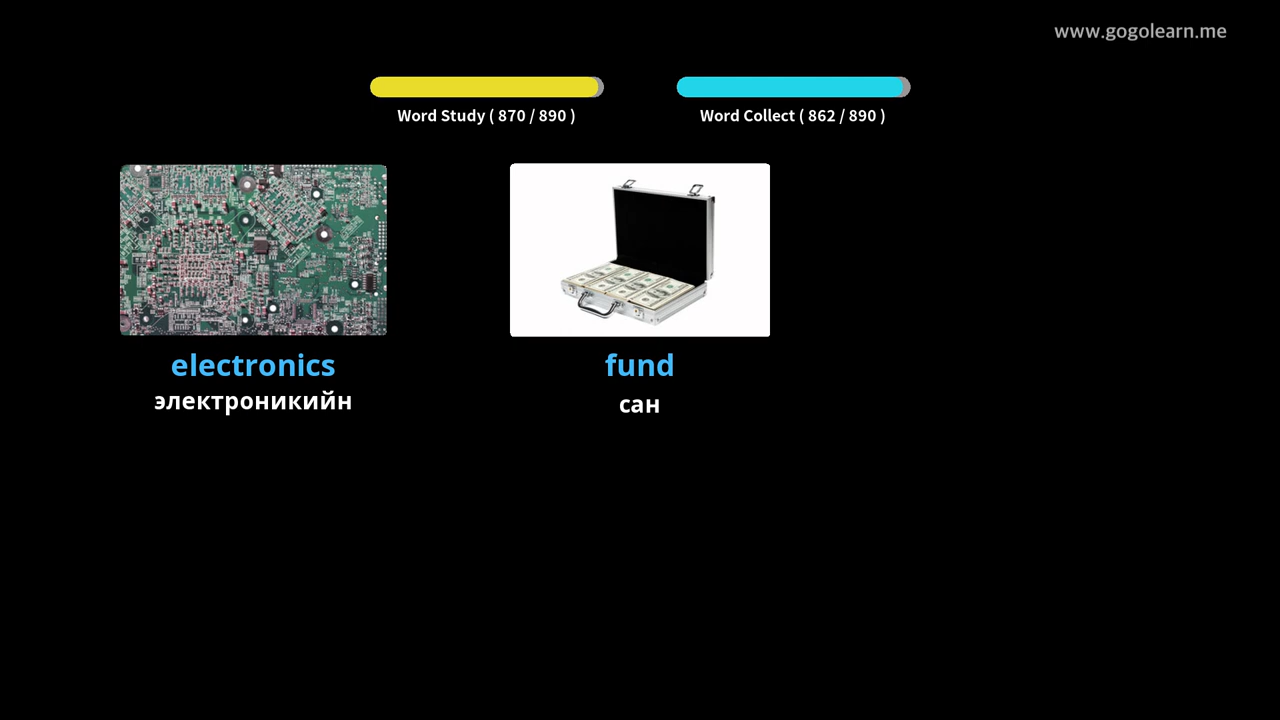 www.gogolearn.me
Word Study ( 870 / 890 )
Word Collect ( 862 / 890 )
electronics
электроникийн
fund
сан